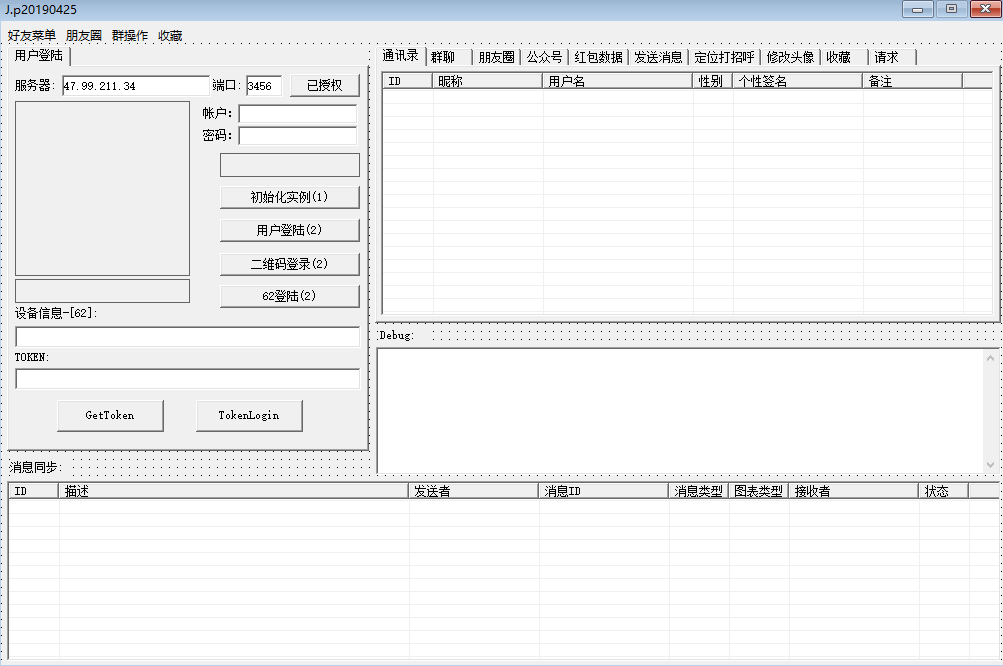 J.p20190425
好友菜单 朋友圈 群操作 收藏
用户登陆
服务器: 47.99.211.34 端口: 3456 已授权
帐户:
密码:
初始化实例(1)
用户登陆(2)
二维码登录(2)
62登陆(2)
设备信息-[62]:
TOKEN:
GetToken TokenLogin
通讯录 群聊 朋友圈 公众号 红包数据 发送消息 定位打招呼 修改头像 收藏 请求
ID 昵称 用户名 性别 个性签名 备注
Debug:
消息同步:
ID 描述 发送者 消息ID 消息类型 图表类型 接收者 状态